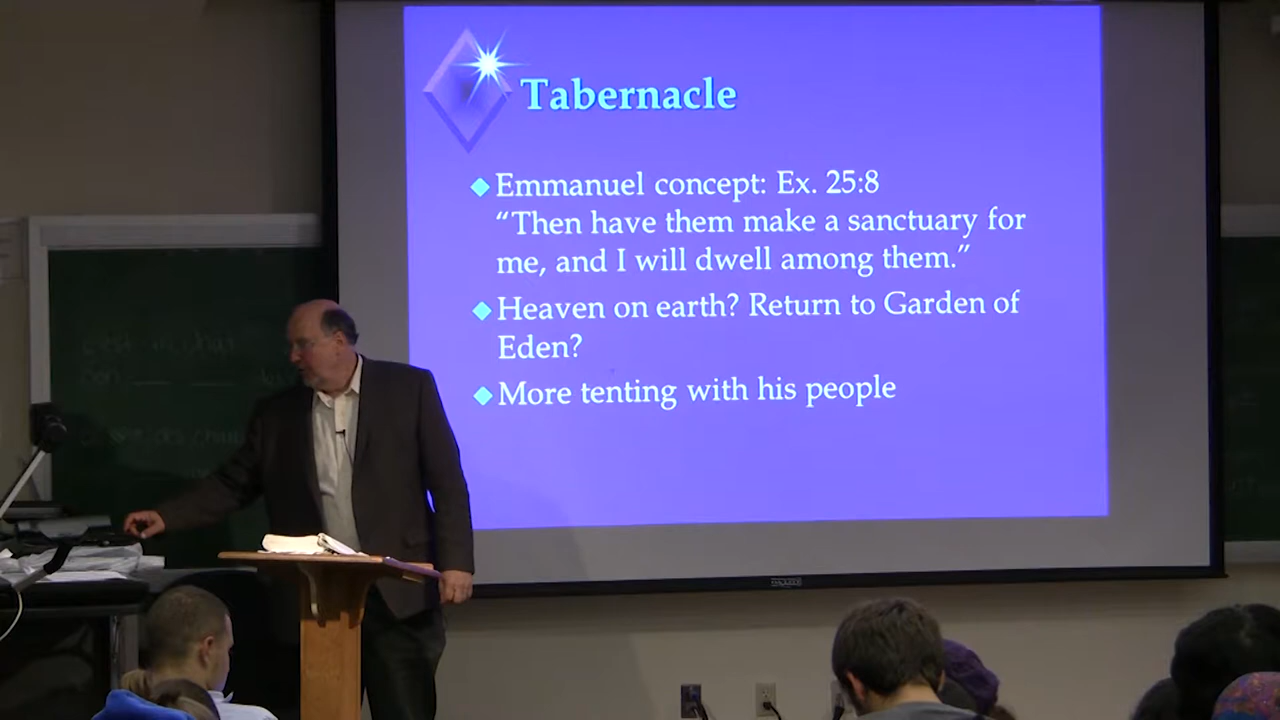 Tabernacle
Emmanuel concept: Ex. 25:8
“Then have them make a sanctuary for
me, and I will dwell among them.”
Heaven on earth? Return to Garden of
Eden?
More tenting with his people